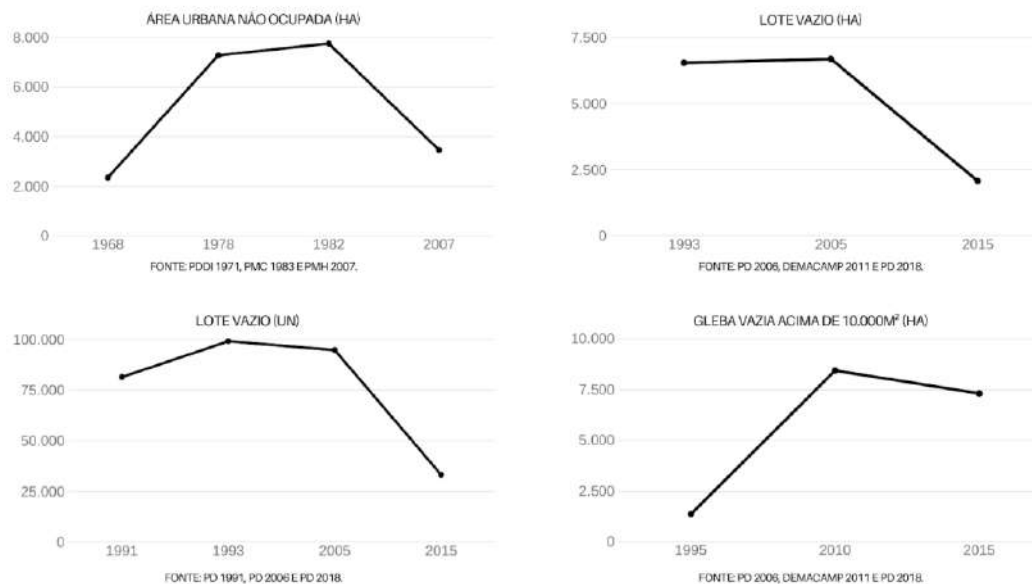 ÁREA URBANA NÃO OCUPADA (HA)
8.000
6.000
4.000
2.000
0
1968 1978 1982 2007
FONTE: PDDI 1971, PMC 1983 E PMH 2007.
LOTE VAZIO (HA)
7.500
5.000
2.500
0
1993 2005 2015
FONTE: PD 2006, DEMACAMP 2011 E PD 2018.
LOTE VAZIO (UN)
100.000
75.000
50.000
25.000
0
1991 1993 2005 2015
FONTE: PD 1991, PD 2006 E PD 2018.
GLEBA VAZIA ACIMA DE 10.000M² (HA)
10.000
7.500
5.000
2.500
0
1995 2010 2015
FONTE: PD 2006, DEMACAMP 2011 E PD 2018.